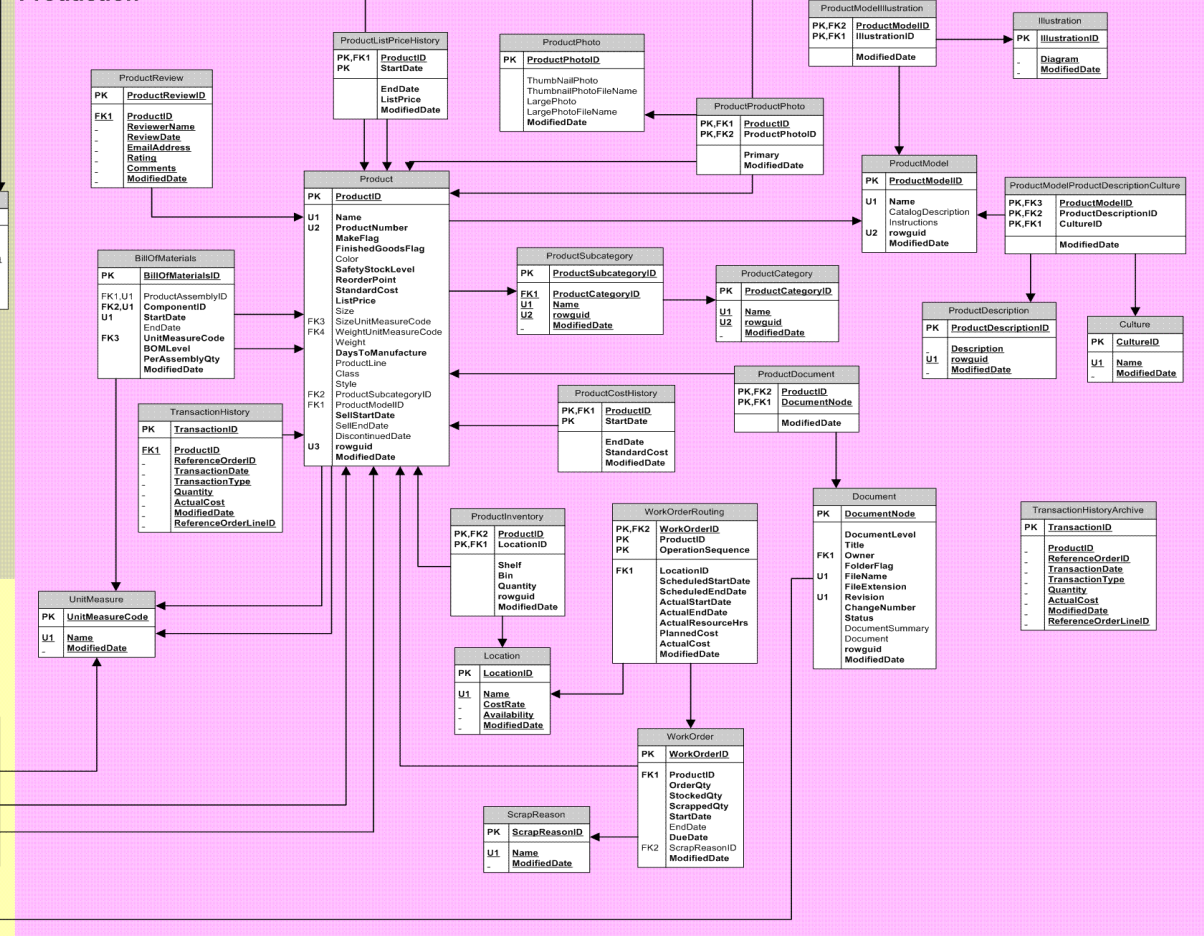 Production
ProductModelIllustration
PK,FK2 ProductModelID
PK,FK1 IllustrationID
ModifiedDate
Illustration
PK IllustrationID
Diagram
ModifiedDate
ProductListPriceHistory
PK,FK1 ProductID
PK StartDate
EndDate
ListPrice
ModifiedDate
ProductPhoto
PK ProductPhotoID
ThumbNailPhoto
ThumbnailPhotoFileName
LargePhoto
LargePhotoFileName
ModifiedDate
ProductReview
PK ProductReviewID
FK1 ProductID
ReviewerName
ReviewDate
EmailAddress
Rating
Comments
ModifiedDate
ProductProductPhoto
PK,FK1 ProductID
PK,FK2 ProductPhotoID
Primary
ModifiedDate
ProductModel
PK ProductModelID
U1 Name
CatalogDescription
Instructions
U2 rowguid
ModifiedDate
ProductModelProductDescriptionCulture
PK,FK3 ProductModelID
PK,FK2 ProductDescriptionID
PK,FK1 CultureID
ModifiedDate
Product
PK ProductID
U1 Name
U2 ProductNumber
MakeFlag
FinishedGoodsFlag
Color
SafetyStockLevel
ReorderPoint
StandardCost
ListPrice
Size
FK3 SizeUnitMeasureCode
FK4 WeightUnitMeasureCode
Weight
DaysToManufacture
ProductLine
Class
Style
FK2 ProductSubcategoryID
FK1 ProductModelID
SellStartDate
SellEndDate
DiscontinuedDate
U3 rowguid
ModifiedDate
BillOfMaterials
PK BillOfMaterialsID
FK1,U1 ProductAssemblyID
FK2,U1 ComponentID
U1 StartDate
EndDate
FK3 UnitMeasureCode
BOMLevel
PerAssemblyQty
ModifiedDate
ProductSubcategory
PK ProductSubcategoryID
FK1 ProductCategoryID
U1 Name
U2 rowguid
ModifiedDate
ProductCategory
PK ProductCategoryID
U1 Name
U2 rowguid
ModifiedDate
ProductDescription
PK ProductDescriptionID
Description
U1 rowguid
ModifiedDate
Culture
PK CultureID
U1 Name
ModifiedDate
ProductDocument
PK,FK2 ProductID
PK,FK1 DocumentNode
ModifiedDate
ProductCostHistory
PK,FK1 ProductID
PK StartDate
EndDate
StandardCost
ModifiedDate
TransactionHistory
PK TransactionID
FK1 ProductID
ReferenceOrderID
TransactionDate
TransactionType
Quantity
ActualCost
ModifiedDate
ReferenceOrderLineID
ProductInventory
PK,FK2 ProductID
PK,FK1 LocationID
Shelf
Bin
Quantity
rowguid
ModifiedDate
WorkOrderRouting
PK,FK2 WorkOrderID
PK ProductID
PK OperationSequence
FK1 LocationID
ScheduledStartDate
ScheduledEndDate
ActualStartDate
ActualEndDate
ActualResourceHrs
PlannedCost
ActualCost
ModifiedDate
Document
PK DocumentNode
DocumentLevel
Title
FK1 Owner
FolderFlag
U1 FileName
FileExtension
U1 Revision
ChangeNumber
Status
DocumentSummary
Document
rowguid
ModifiedDate
TransactionHistoryArchive
PK TransactionID
ProductID
ReferenceOrderID
TransactionDate
TransactionType
Quantity
ActualCost
ModifiedDate
ReferenceOrderLineID
UnitMeasure
PK UnitMeasureCode
U1 Name
ModifiedDate
Location
PK LocationID
U1 Name
CostRate
Availability
ModifiedDate
WorkOrder
PK WorkOrderID
FK1 ProductID
OrderQty
StockedQty
ScrappedQty
StartDate
EndDate
DueDate
FK2 ScrapReasonID
ModifiedDate
ScrapReason
PK ScrapReasonID
U1 Name
ModifiedDate